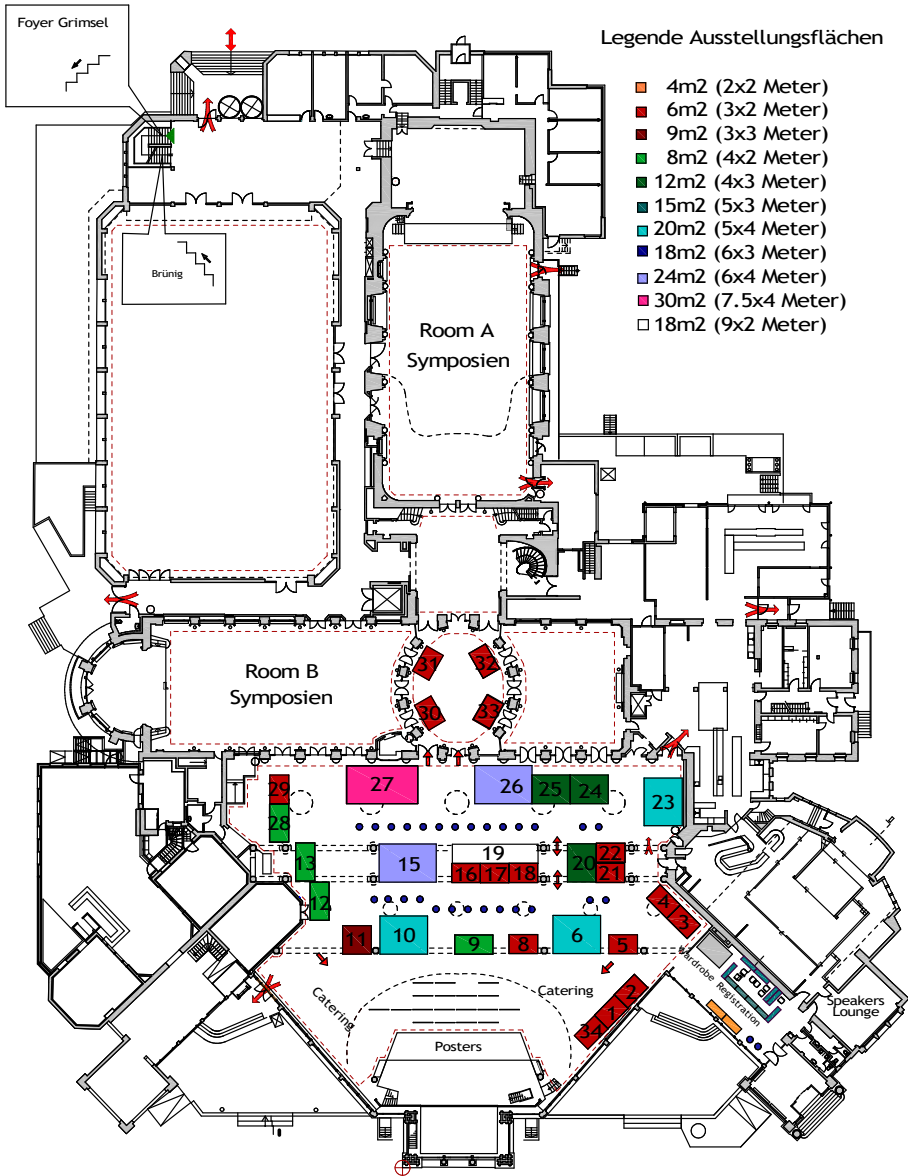 Foyer Grimsel
Legende Ausstellungsflächen
4m2 (2x2 Meter)
6m2 (3x2 Meter)
9m2 (3x3 Meter)
8m2 (4x2 Meter)
12m2 (4x3 Meter)
15m2 (5x3 Meter)
20m2 (5x4 Meter)
18m2 (6x3 Meter)
24m2 (6x4 Meter)
30m2 (7.5x4 Meter)
18m2 (9x2 Meter)
Brünig
Room A
Symposien
Room B
Symposien
31
32
30
33
27
26
25
24
23
29
28
13
15
19
16
17
18
20
22
21
12
4
3
11
10
9
8
6
5
2
1
34
Catering
Catering
Posters
Wardrobe
Registration
Speakers
Lounge